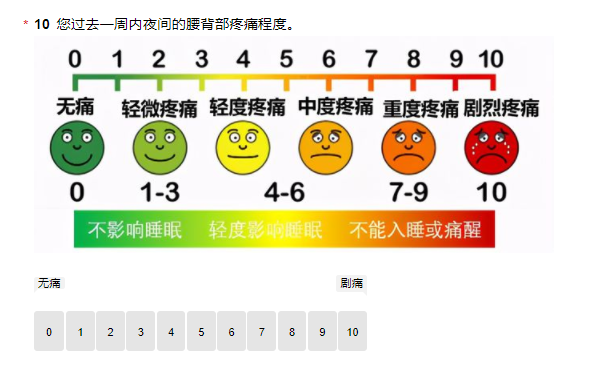 * 10 您过去一周内夜间的腰背部疼痛程度。
0 1 2 3 4 5 6 7 8 9 10
无痛 轻微疼痛 轻度疼痛 中度疼痛 重度疼痛 剧烈疼痛
0 1-3 4-6 7-9 10
不影响睡眠 轻度影响睡眠 不能入睡或痛醒
无痛 剧痛
0 1 2 3 4 5 6 7 8 9 10